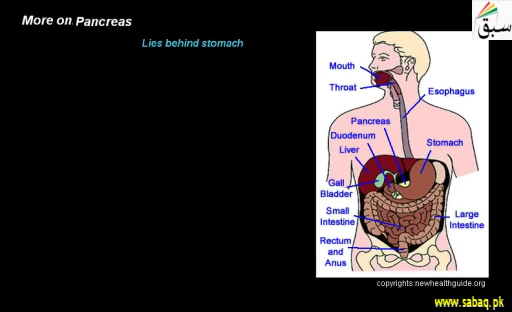 More on Pancreas
سبق
Lies behind stomach
Mouth
Throat
Esophagus
Pancreas
Duodenum
Stomach
Liver
Gall
Bladder
Small
Intestine
Large
Intestine
Rectum
and
Anus
copyrights:newhealthguide.org
www.sabaq.pk